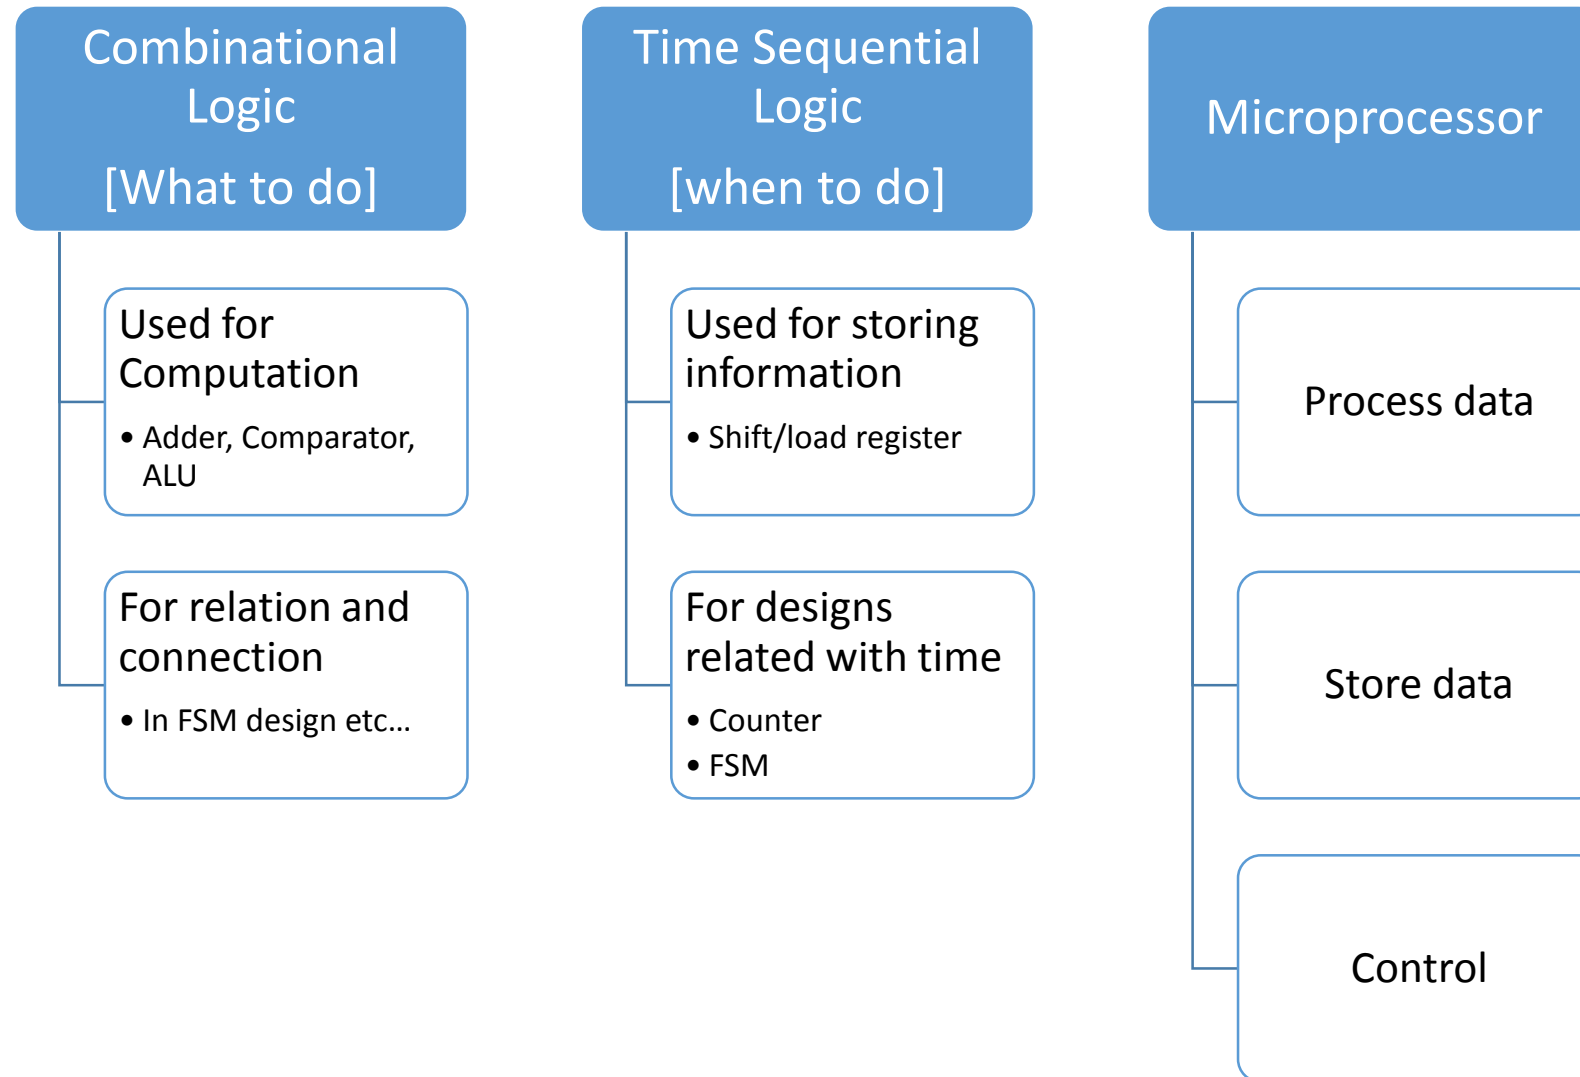 Combinational
Logic
[What to do]
Used for
Computation
• Adder, Comparator,
ALU
For relation and
connection
• In FSM design etc…
Time Sequential
Logic
[when to do]
Used for storing
information
• Shift/load register
For designs
related with time
• Counter
• FSM
Microprocessor
Process data
Store data
Control